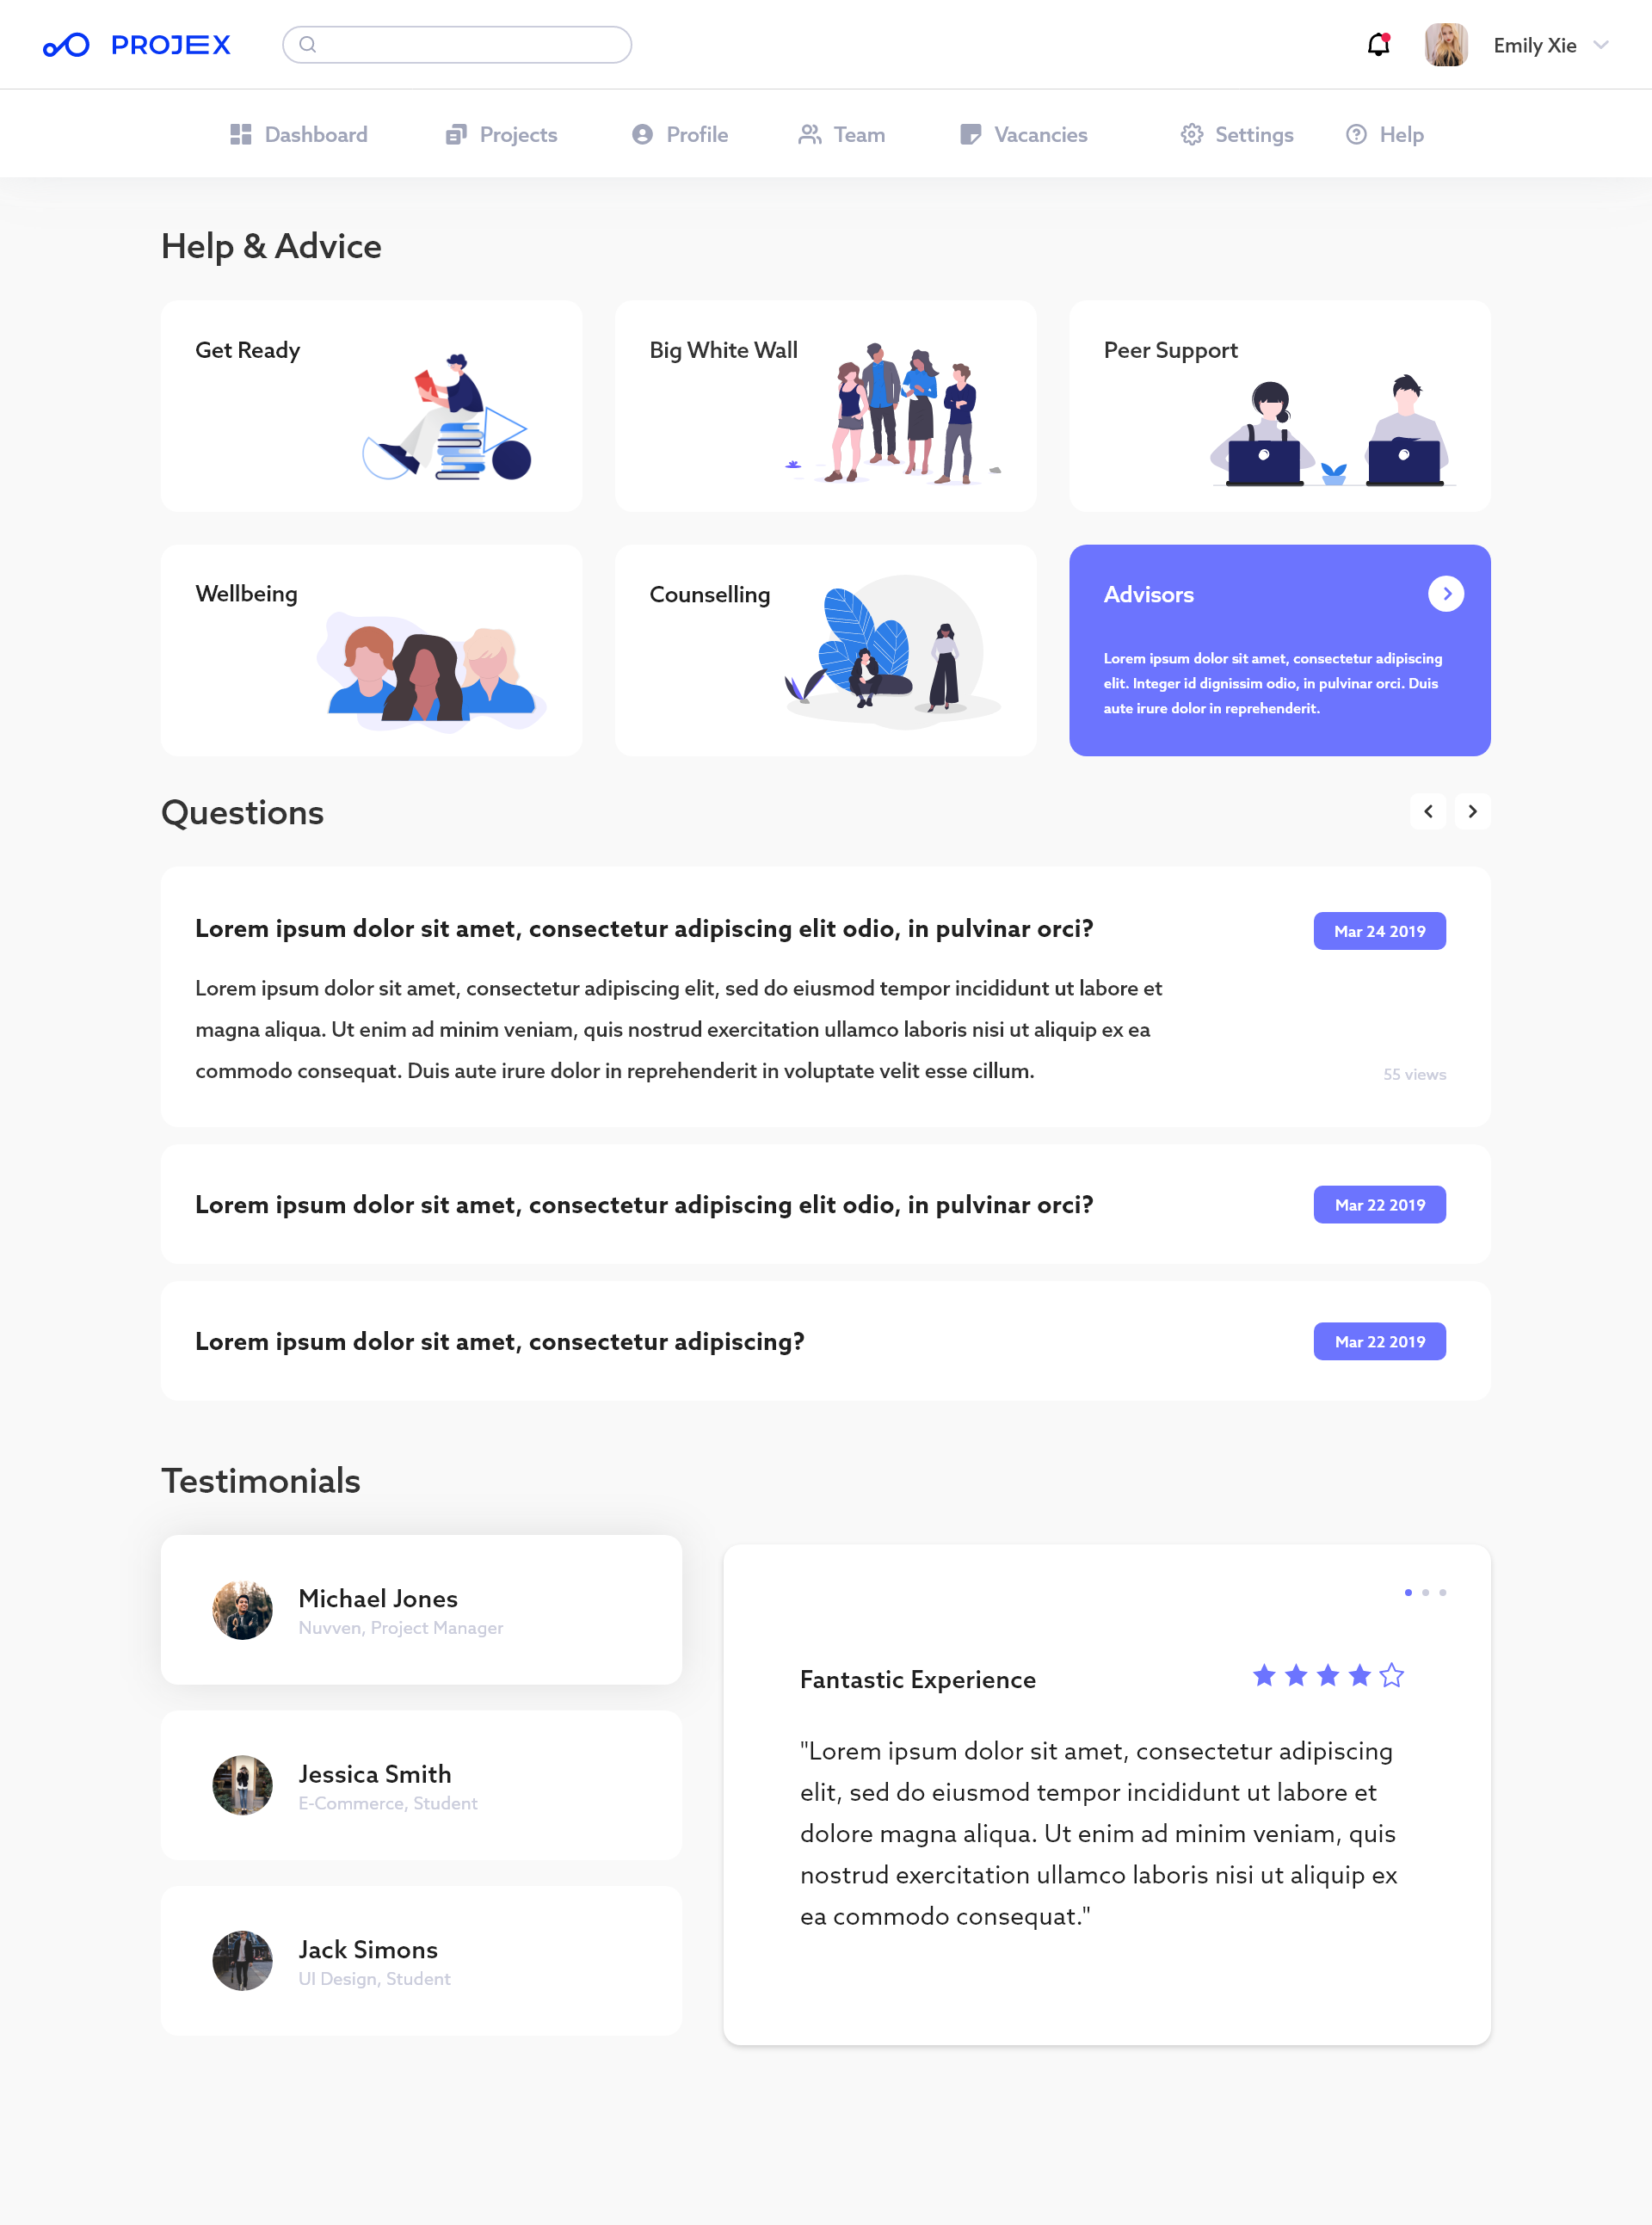 PROJEX
Emily Xie
Dashboard
Projects
Profile
Team
Vacancies
Settings
Help
Help & Advice
Get Ready
Big White Wall
Peer Support
Wellbeing
Counselling
Advisors
Lorem ipsum dolor sit amet, consectetur adipiscing
elit. Integer id dignissim odio, in pulvinar orci. Duis
aute irure dolor in reprehenderit.
Questions
Lorem ipsum dolor sit amet, consectetur adipiscing elit odio, in pulvinar orci?
Mar 24 2019
Lorem ipsum dolor sit amet, consectetur adipiscing elit, sed do eiusmod tempor incididunt ut labore et
magna aliqua. Ut enim ad minim veniam, quis nostrud exercitation ullamco laboris nisi ut aliquip ex ea
commodo consequat. Duis aute irure dolor in reprehenderit in voluptate velit esse cillum.
55 views
Lorem ipsum dolor sit amet, consectetur adipiscing elit odio, in pulvinar orci?
Mar 22 2019
Lorem ipsum dolor sit amet, consectetur adipiscing?
Mar 22 2019
Testimonials
Michael Jones
Nuvven, Project Manager
Jessica Smith
E-Commerce, Student
Jack Simons
UI Design, Student
Fantastic Experience
"Lorem ipsum dolor sit amet, consectetur adipiscing
elit, sed do eiusmod tempor incididunt ut labore et
dolore magna aliqua. Ut enim ad minim veniam, quis
nostrud exercitation ullamco laboris nisi ut aliquip ex
ea commodo consequat."